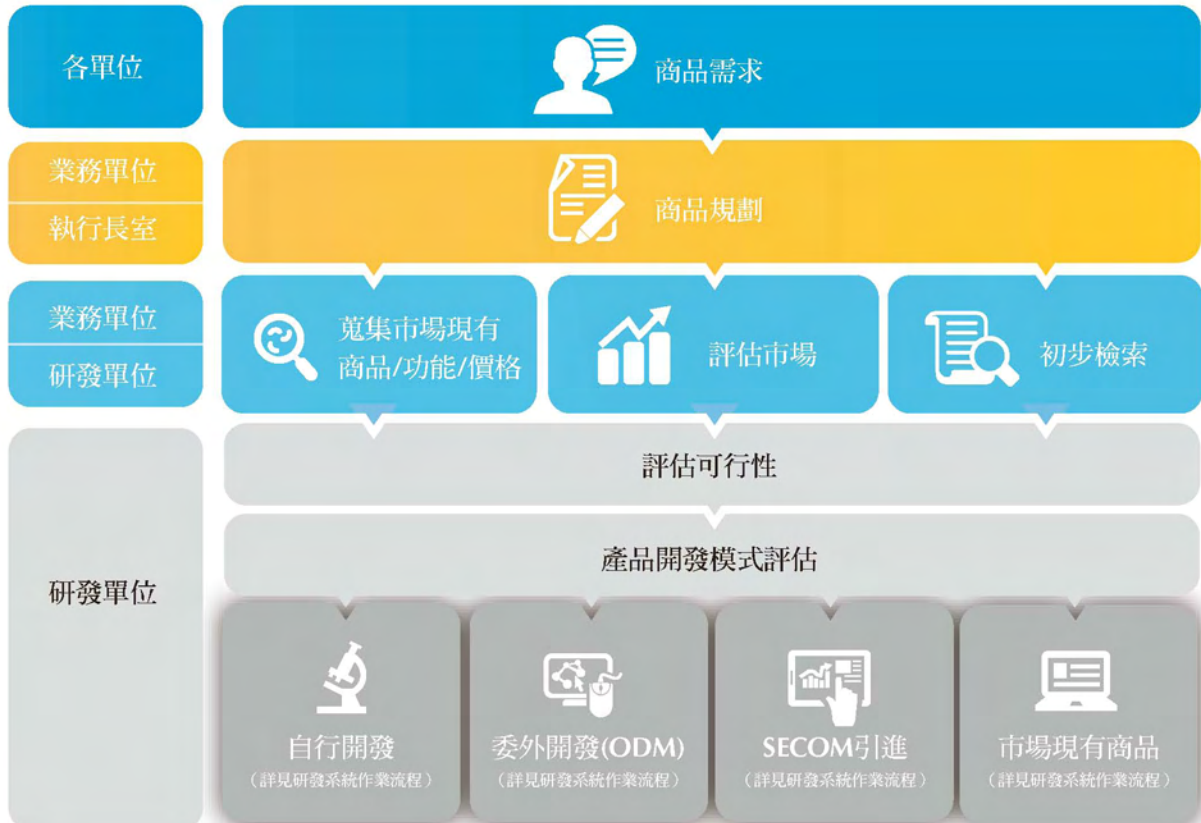 各單位
商品需求
業務單位
執行長室
商品規劃
業務單位
研發單位
蒐集市場現有
商品/功能/價格
評估市場
初步檢索
研發單位
評估可行性
產品開發模式評估
自行開發
（詳見研發系統作業流程）
委外開發(ODM)
（詳見研發系統作業流程）
SECOM引進
（詳見研發系統作業流程）
市場現有商品
（詳見研發系統作業流程）